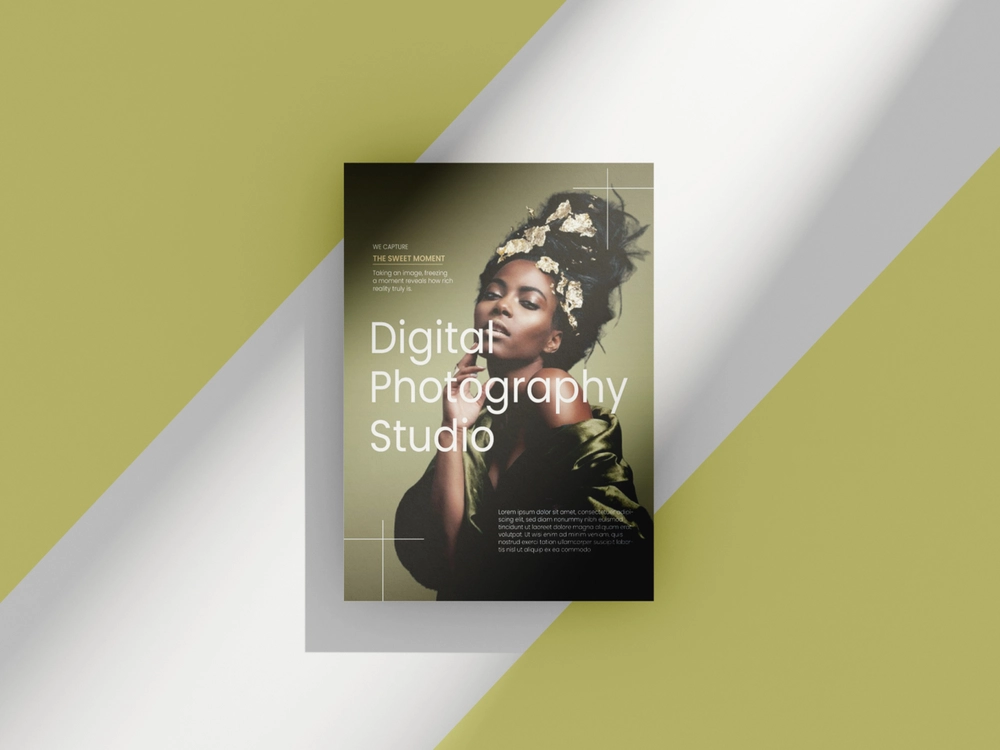 WE CAPTURE
THE SWEET MOMENT
Taking an image, freezing
a moment reveals how rich
reality truly is.
Digital
Photography
Studio
Lorem ipsum dolor sit amet, consectetuer adipi-
scing elit, sed diam nonummy nibh euismod
tincidunt ut laoreet dolore magna aliquam erat
volutpat. Ut wisi enim ad minim veniam, quis
nostrud exerci tation ullamcorper suscipit lobor-
tis nisl ut aliquip ex ea commodo